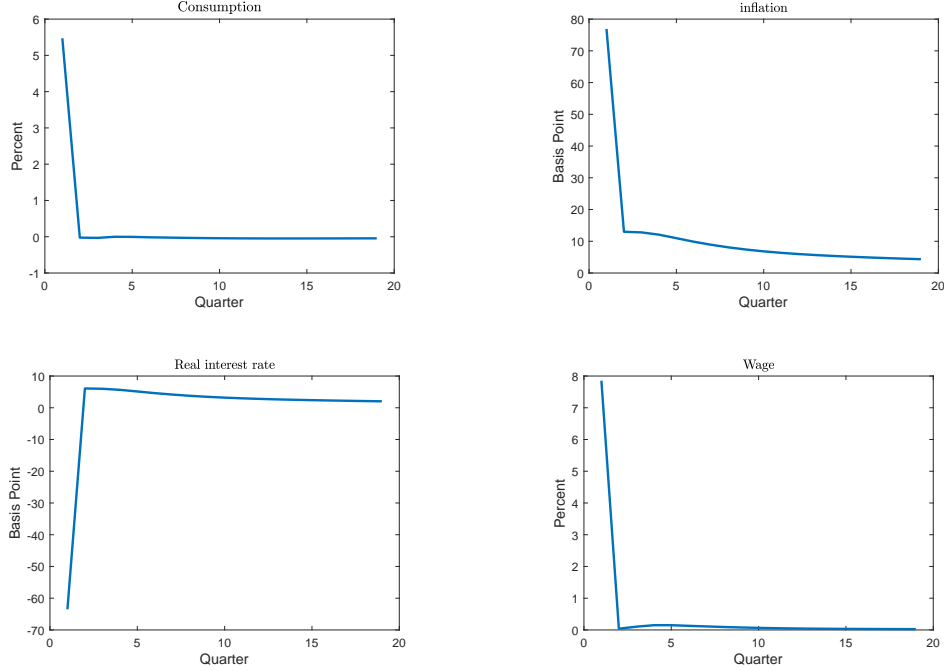 Consumption
6
5
4
3
2
1
0
-1
Percent
0 5 10 15 20
Quarter
inflation
80
70
60
50
40
30
20
10
0
Basis Point
0 5 10 15 20
Quarter
Real interest rate
10
0
-10
-20
-30
-40
-50
-60
-70
Basis Point
0 5 10 15 20
Quarter
Wage
8
7
6
5
4
3
2
1
0
Percent
0 5 10 15 20
Quarter